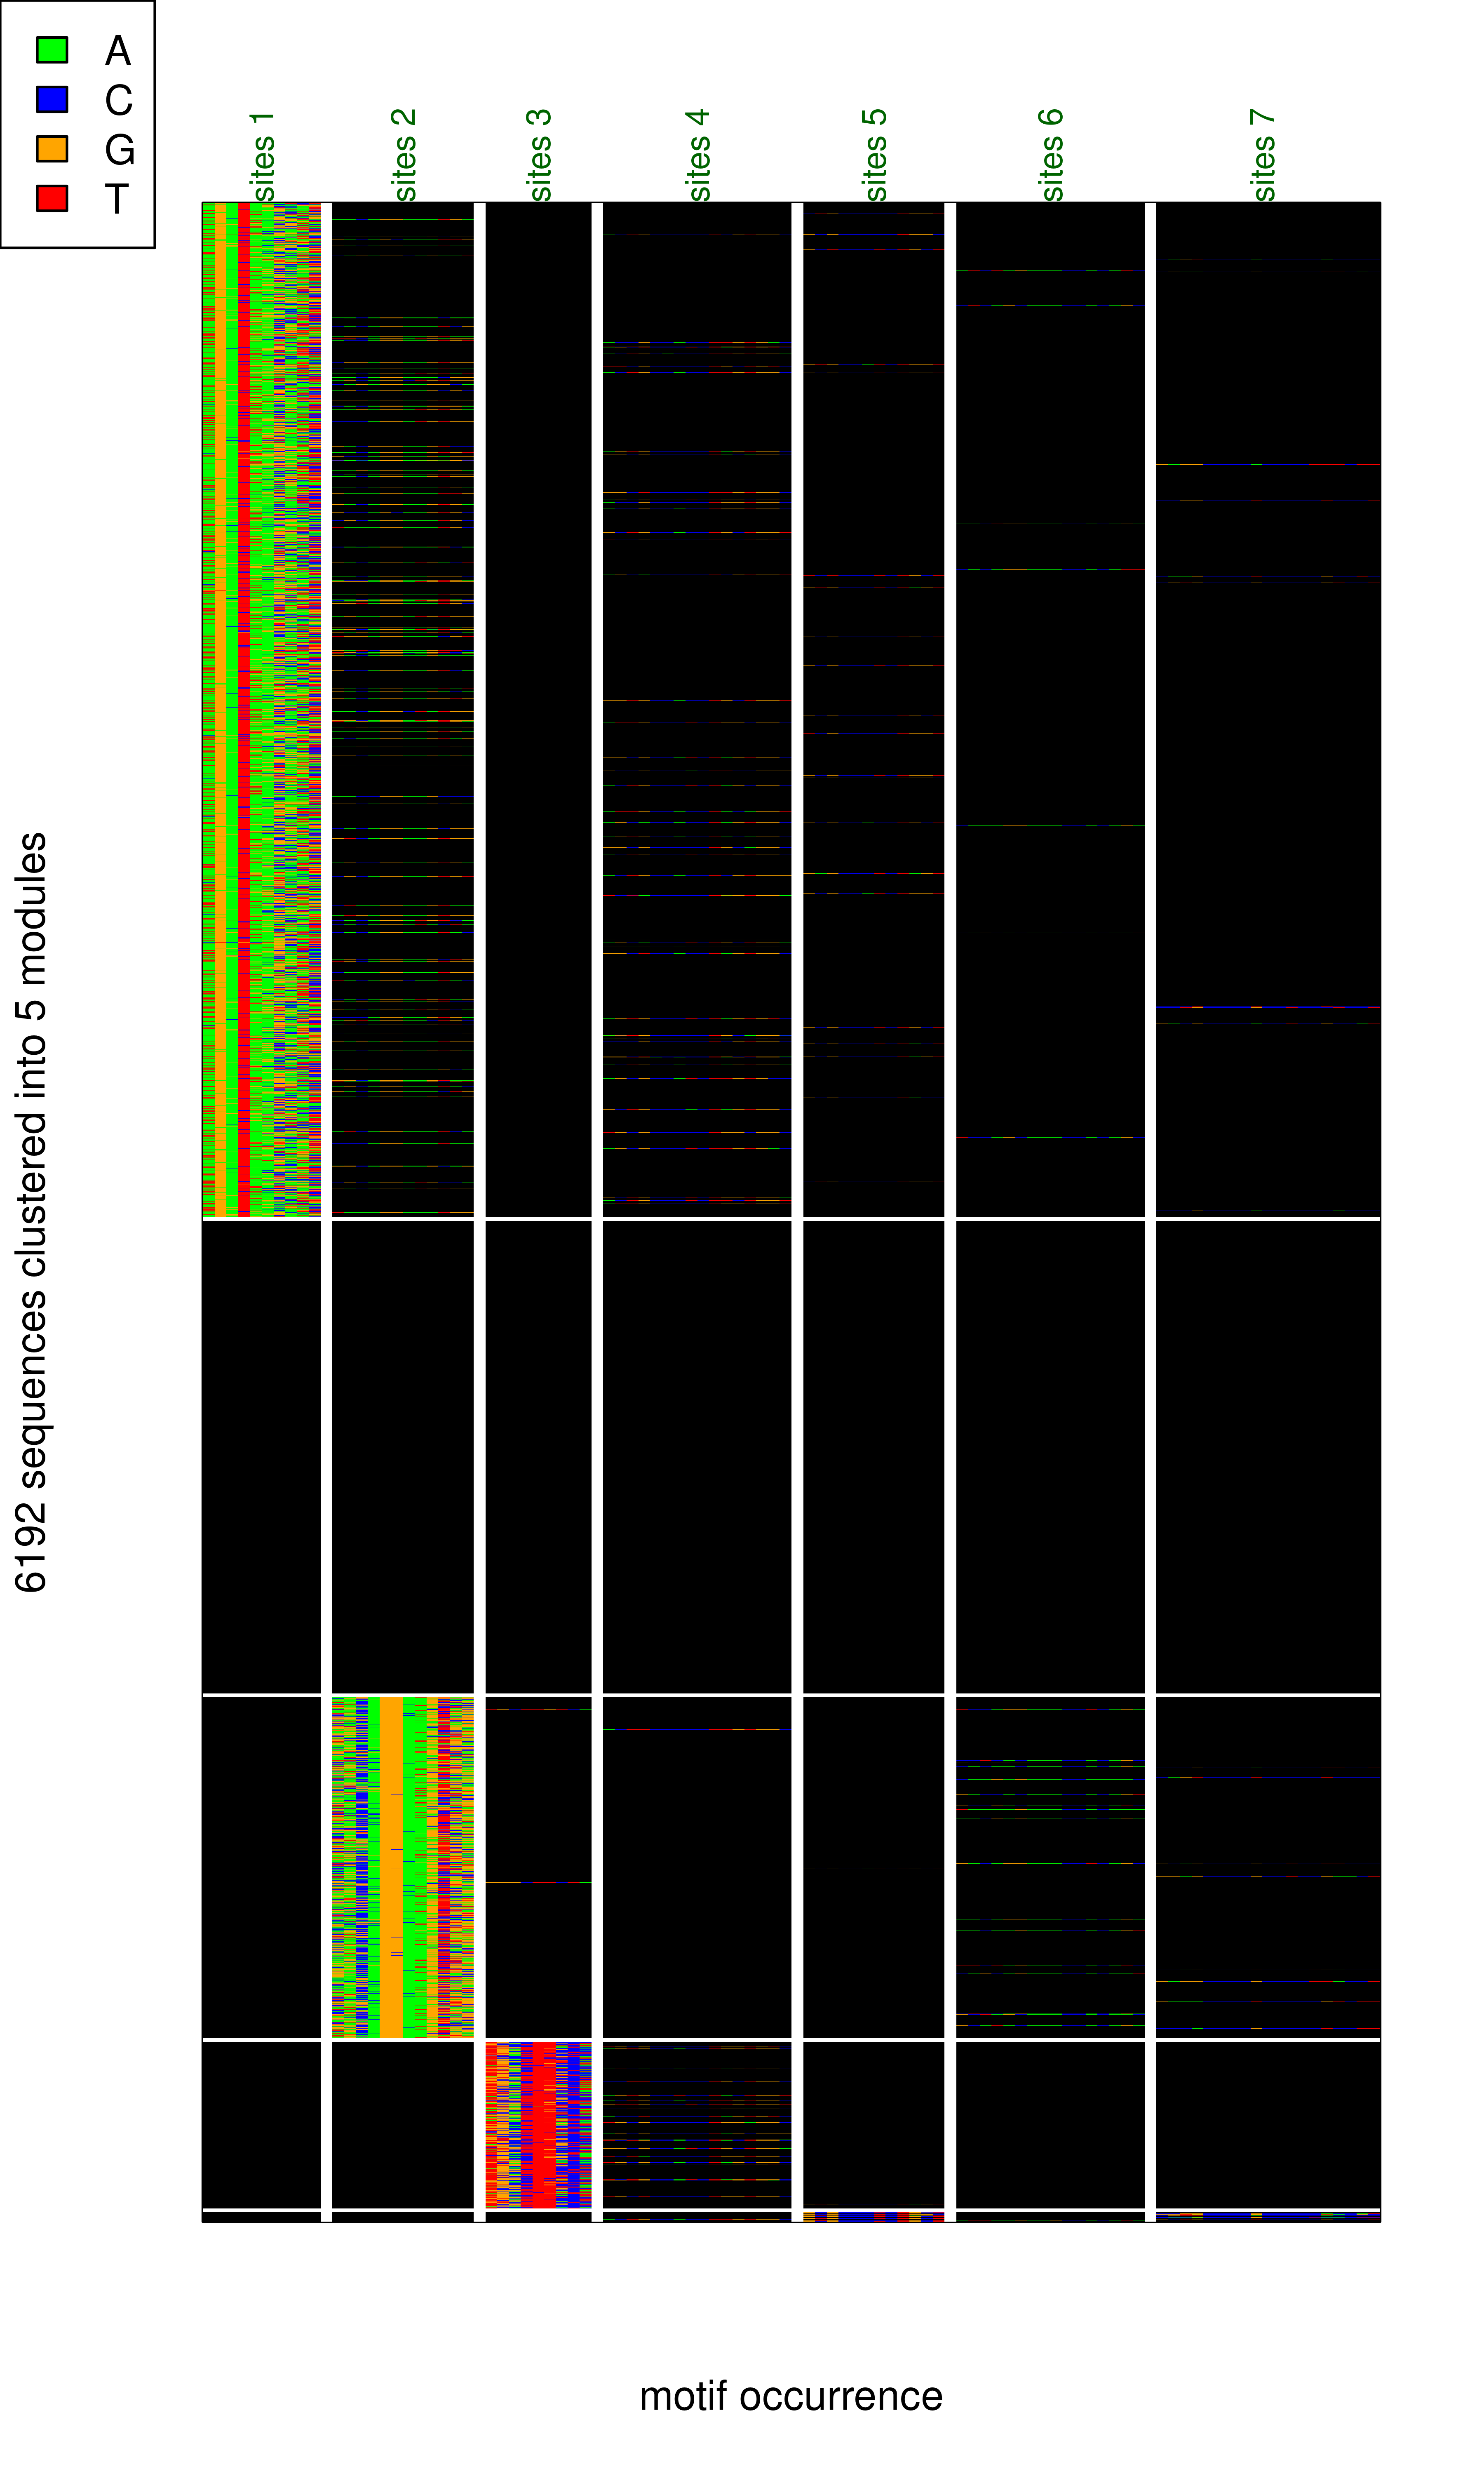 A
C
G
T
sites 1
sites 2
sites 3
sites 4
sites 5
sites 6
sites 7
6192 sequences clustered into 5 modules
motif occurrence